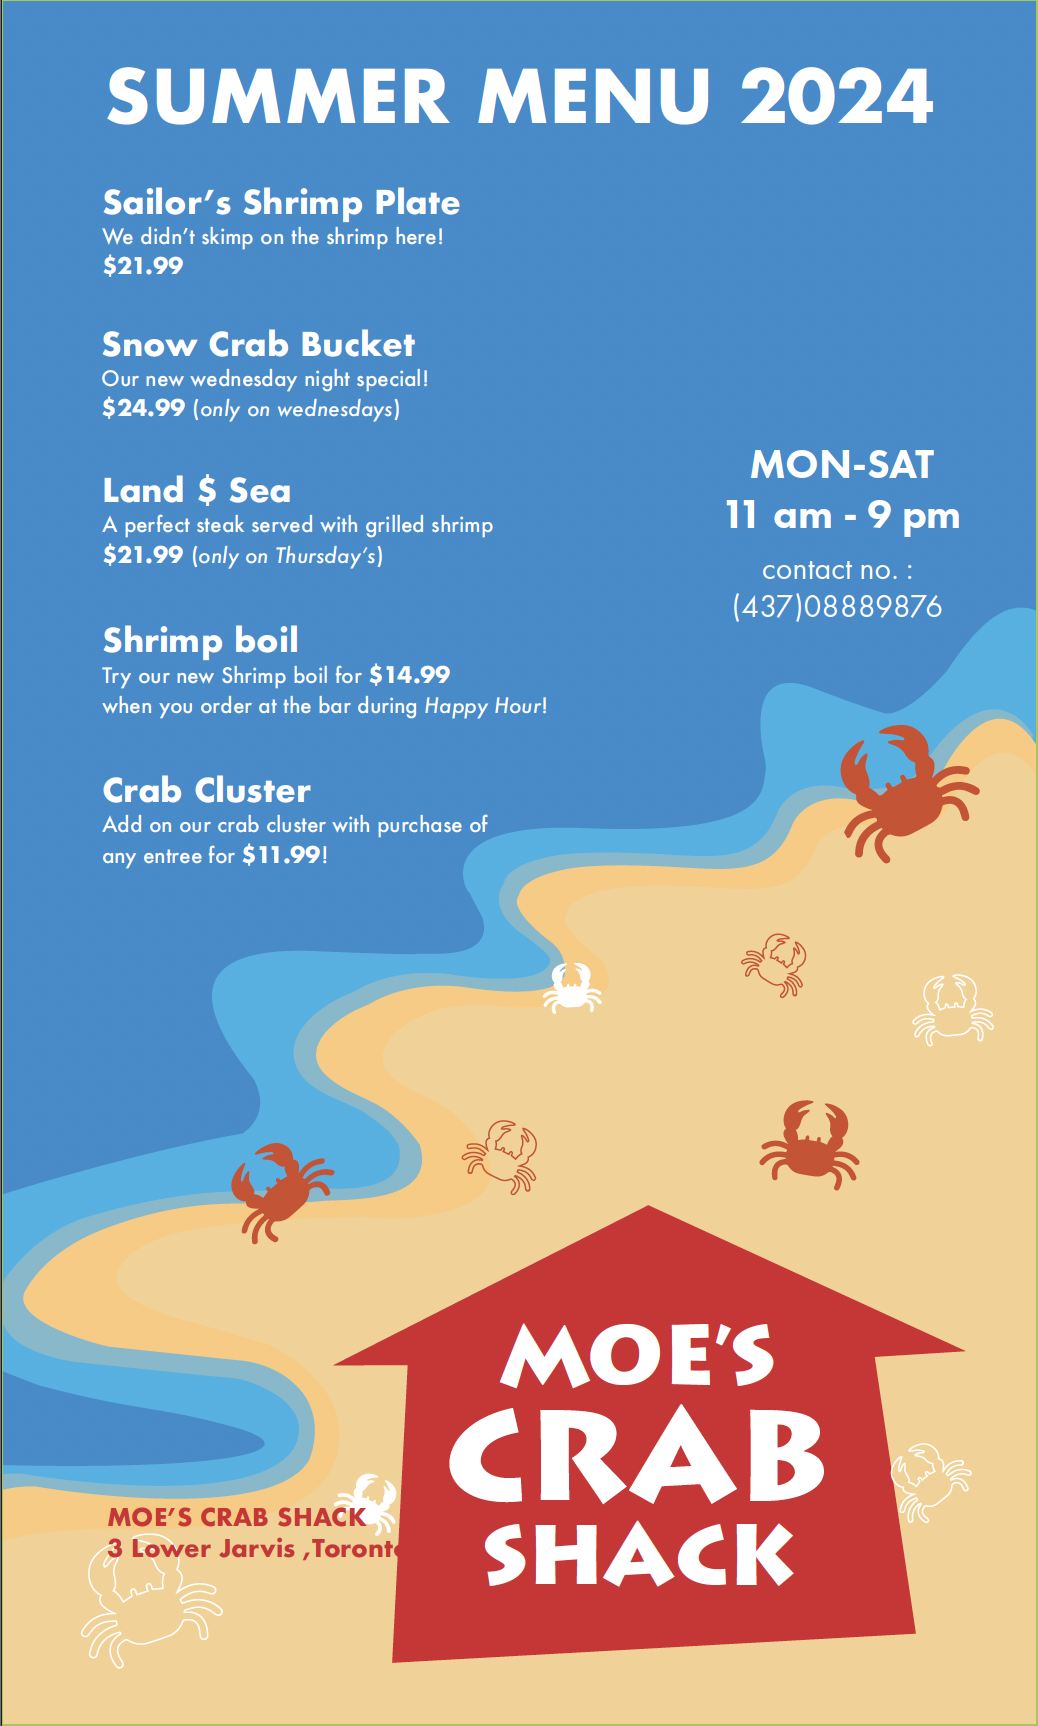 SUMMER MENU 2024
Sailor’s Shrimp Plate
We didn’t skimp on the shrimp here!
$21.99
Snow Crab Bucket
Our new wednesday night special!
$24.99 (only on wednesdays)
Land $ Sea
A perfect steak served with grilled shrimp
$21.99 (only on Thursday’s)
Shrimp boil
Try our new Shrimp boil for $14.99
when you order at the bar during Happy Hour!
Crab Cluster
Add on our crab cluster with purchase of
any entree for $11.99!
MON-SAT
11 am - 9 pm
contact no. :
(437)08889876
MOE’S
CRAB
SHACK
MOE’S CRAB SHACK
3 Lower Jarvis ,Toronto